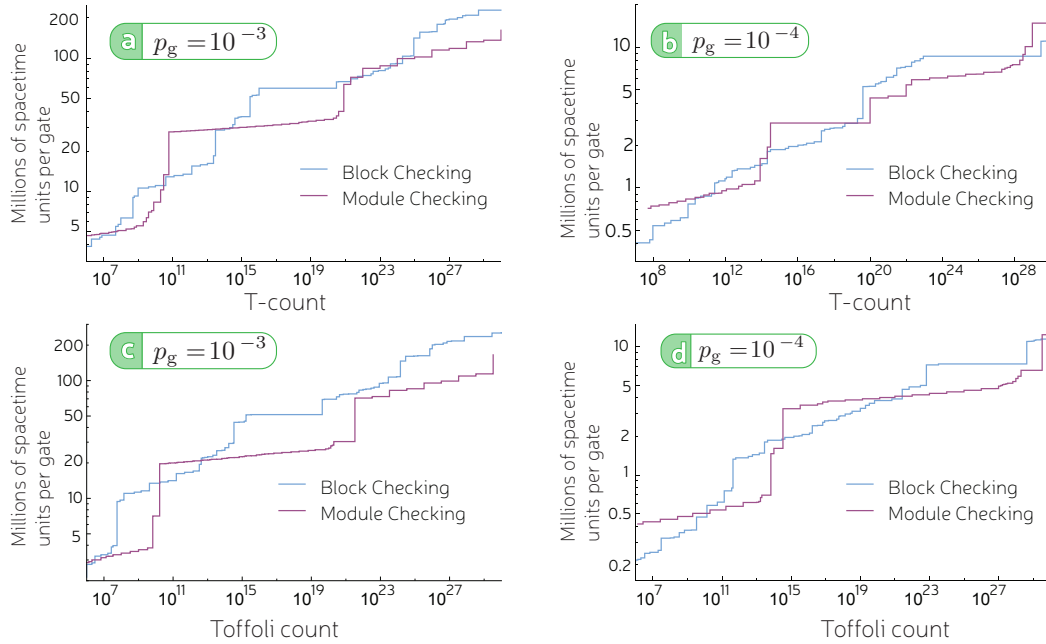 a p_g = 10^-3
Millions of spacetime
units per gate
100
50
20
10
5
Block Checking
Module Checking
10^7 10^11 10^15 10^19 10^23 10^27
T-count
b p_g = 10^-4
Millions of spacetime
units per gate
10
5
2
1
0.5
Block Checking
Module Checking
10^8 10^12 10^16 10^20 10^24 10^28
T-count
c p_g = 10^-3
Millions of spacetime
units per gate
200
100
50
20
10
5
Block Checking
Module Checking
10^7 10^11 10^15 10^19 10^23 10^27
Toffoli count
d p_g = 10^-4
Millions of spacetime
units per gate
10
5
2
1
0.5
0.2
Block Checking
Module Checking
10^7 10^11 10^15 10^19 10^23 10^27
Toffoli count